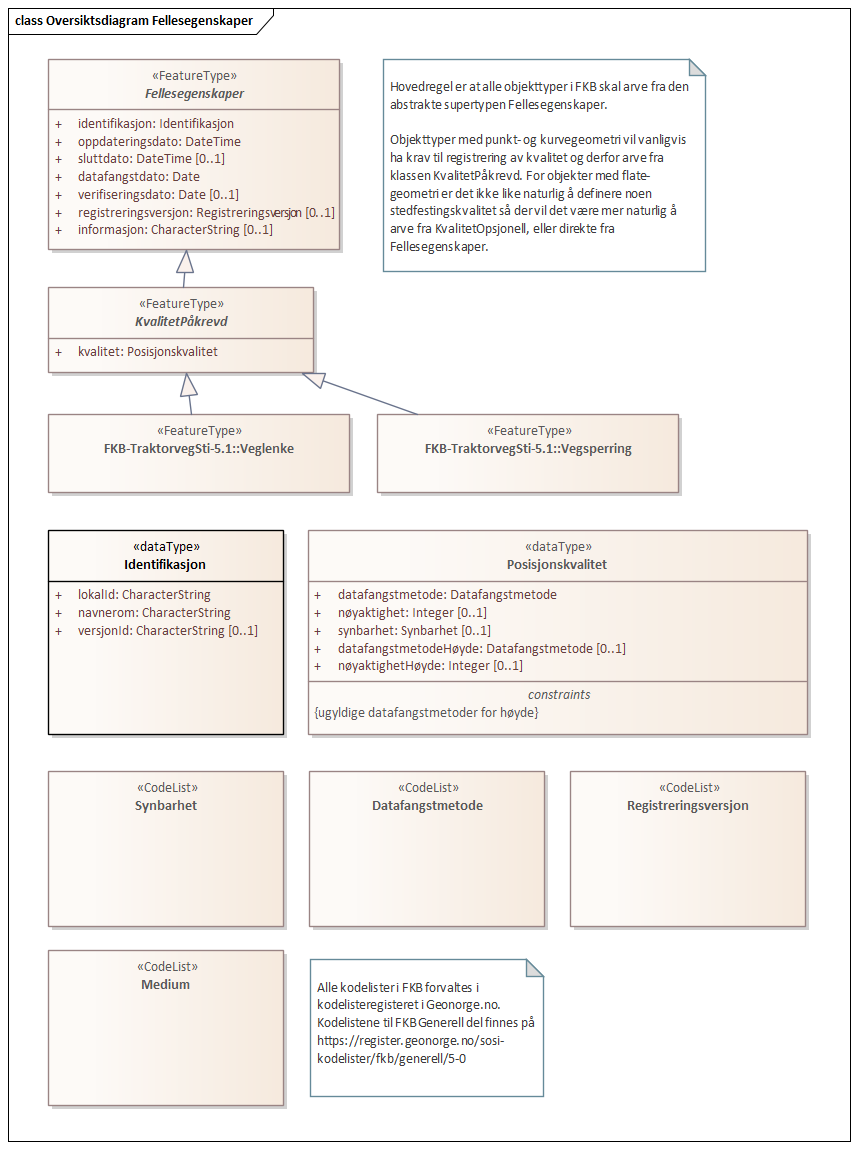 class Oversiktsdiagram Fellesegenskaper
«FeatureType»
Fellesegenskaper
+ identifikasjon: Identifikasjon
+ oppdateringsdato: DateTime
+ sluttdato: DateTime [0..1]
+ datafangstdato: Date
+ verifiseringsdato: Date [0..1]
+ registreringsversjon: Registreringsversjon [0..1]
+ informasjon: CharacterString [0..1]
Hovedregel er at alle objekttyper i FKB skal arve fra den
abstrakte supertypen Fellesegenskaper.
Objekttyper med punkt- og kurvegeometri vil vanligvis
ha krav til registrering av kvalitet og derfor arve fra
klassen KvalitetPåkrevd. For objekter med flate-
geometri er det ikke like naturlig å definere noen
stedfestingskvalitet så der vil det være mer naturlig å
arve fra KvalitetOpsjonell, eller direkte fra
Fellesegenskaper.
«FeatureType»
KvalitetPåkrevd
+ kvalitet: Posisjonskvalitet
«FeatureType»
FKB-TraktorvegSti-5.1::Veglenke
«FeatureType»
FKB-TraktorvegSti-5.1::Vegsperring
«dataType»
Identifikasjon
+ lokalId: CharacterString
+ navnerom: CharacterString
+ versjonId: CharacterString [0..1]
«dataType»
Posisjonskvalitet
+ datafangstmetode: Datafangstmetode
+ nøyaktighet: Integer [0..1]
+ synbarhet: Synbarhet [0..1]
+ datafangstmetodeHøyde: Datafangstmetode [0..1]
+ nøyaktighetHøyde: Integer [0..1]
constraints
{ugyldige datafangstmetoder for høyde}
«CodeList»
Synbarhet
«CodeList»
Datafangstmetode
«CodeList»
Registreringsversjon
«CodeList»
Medium
Alle kodelister i FKB forvaltes i
kodelisteregisteret i Geonorge.no.
Kodelistene til FKB Generell del finnes på
https://register.geonorge.no/sosi-
kodelister/fkb/generell/5-0